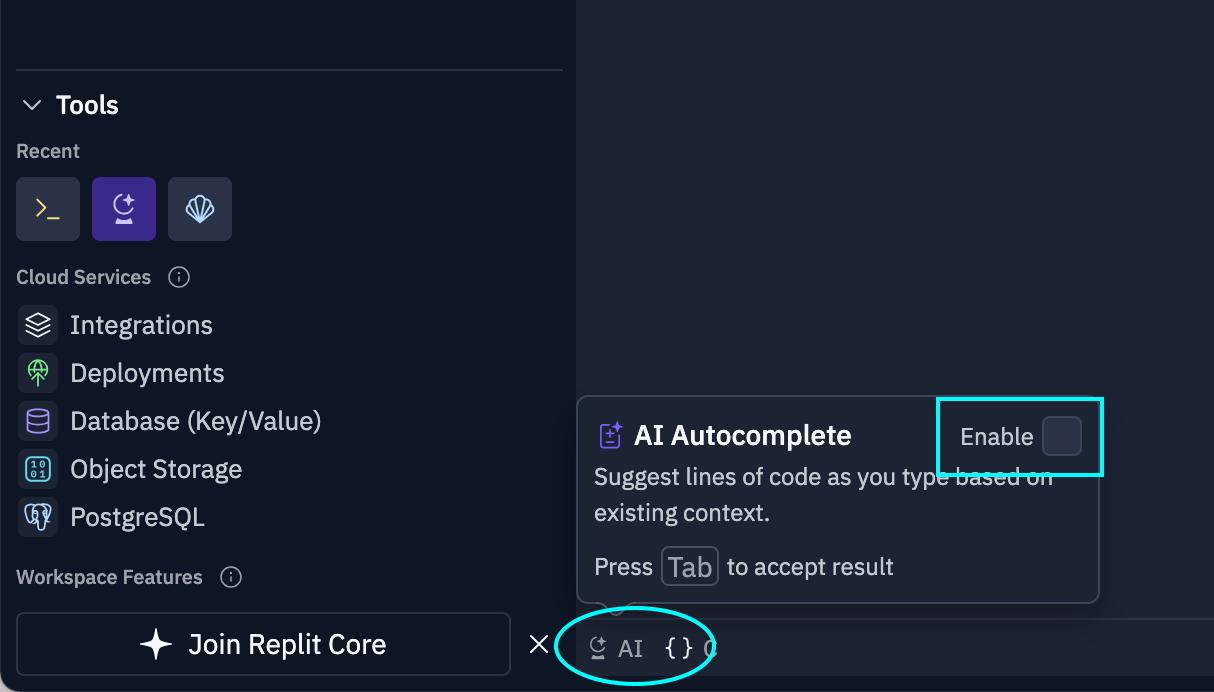 Tools
Recent
Cloud Services
Integrations
Deployments
Database (Key/Value)
Object Storage
PostgreSQL
Workspace Features
Join Replit Core
AI Autocomplete
Enable
Suggest lines of code as you type based on
existing context.
Press Tab to accept result
AI {}